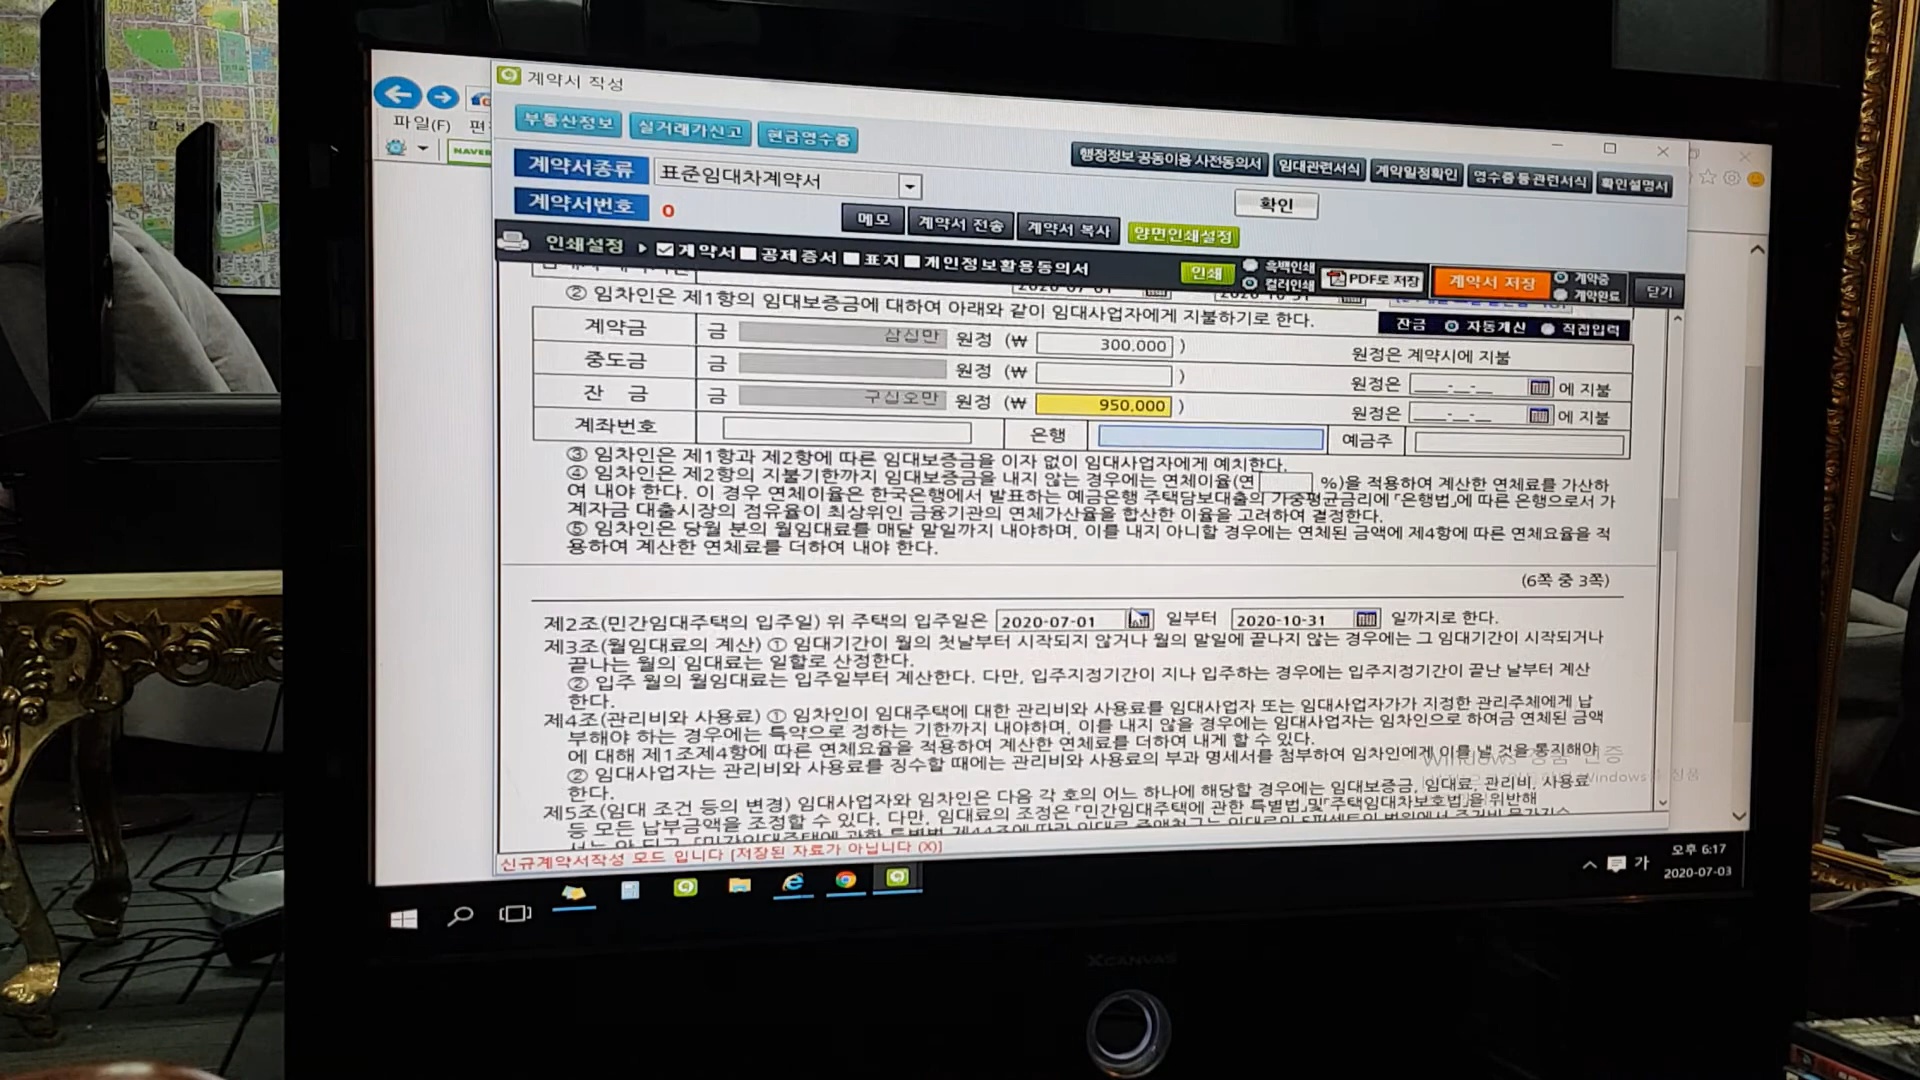 계약서 작성
파일(F) 편
NAVER
부동산정보 실거래가신고 현금영수증
행정정보 공동이용 사전동의서 임대관련서식 계약일정확인 영수증등관련서식 확인설명서
계약서종류 표준임대차계약서
확인
계약서번호 0
메모 계약서 전송 계약서 복사 양면인쇄설정
인쇄설정 계약서 공제증서 표지 개인정보활용동의서
인쇄 흑백인쇄 컬러인쇄 PDF로 저장 계약서 저장 계약중 계약완료 닫기
② 임차인은 제1항의 임대보증금에 대하여 아래와 같이 임대사업자에게 지불하기로 한다.
잔금 자동계산 직접입력
계약금 금 삼십만 원정 (₩ 300,000 ) 원정은 계약시에 지불
중도금 금 원정 (₩ ) 원정은 __-__-__ 에 지불
잔 금 금 구십오만 원정 (₩ 950,000 ) 원정은 __-__-__ 에 지불
계좌번호 은행 예금주
③ 임차인은 제1항과 제2항에 따른 임대보증금을 이자 없이 임대사업자에게 예치한다.
④ 임차인은 제2항의 지불기한까지 임대보증금을 내지 않는 경우에는 연체이율(연 %)을 적용하여 계산한 연체료를 가산하
여 내야 한다. 이 경우 연체이율은 한국은행에서 발표하는 예금은행 주택담보대출의 가중평균금리에 「은행법」에 따른 은행으로서 가
계자금 대출시장의 점유율이 최상위인 금융기관의 연체가산율을 합산한 이율을 고려하여 결정한다.
⑤ 임차인은 당월 분의 월임대료를 매달 말일까지 내야하며, 이를 내지 아니할 경우에는 연체된 금액에 제4항에 따른 연체요율을 적
용하여 계산한 연체료를 더하여 내야 한다.
(6쪽 중 3쪽)
제2조(민간임대주택의 입주일) 위 주택의 입주일은 2020-07-01 일부터 2020-10-31 일까지로 한다.
제3조(월임대료의 계산) ① 임대기간이 월의 첫날부터 시작되지 않거나 월의 말일에 끝나지 않는 경우에는 그 임대기간이 시작되거나
끝나는 월의 임대료는 일할로 산정한다.
② 입주 월의 월임대료는 입주일부터 계산한다. 다만, 입주지정기간이 지나 입주하는 경우에는 입주지정기간이 끝난 날부터 계산
한다.
제4조(관리비와 사용료) ① 임차인이 임대주택에 대한 관리비와 사용료를 임대사업자 또는 임대사업자가가 지정한 관리주체에게 납
부해야 하는 경우에는 특약으로 정하는 기한까지 내야하며, 이를 내지 않을 경우에는 임대사업자는 임차인으로 하여금 연체된 금액
에 대해 제1조제4항에 따른 연체요율을 적용하여 계산한 연체료를 더하여 내게 할 수 있다.
② 임대사업자는 관리비와 사용료를 징수할 때에는 관리비와 사용료의 부과 명세서를 첨부하여 임차인에게 이를 낼 것을 통지해야
한다.
제5조(임대 조건 등의 변경) 임대사업자와 임차인은 다음 각 호의 어느 하나에 해당할 경우에는 임대보증금, 임대료, 관리비, 사용료
등 모든 납부금액을 조정할 수 있다. 다만, 임대료의 조정은 「민간임대주택에 관한 특별법」및「주택임대차보호법」을 위반해
Windows 정품 인증
신규계약서작성 모드 입니다 [저장된 자료가 아닙니다 (X)]
가
오후 6:17
2020-07-03
XCANVAS